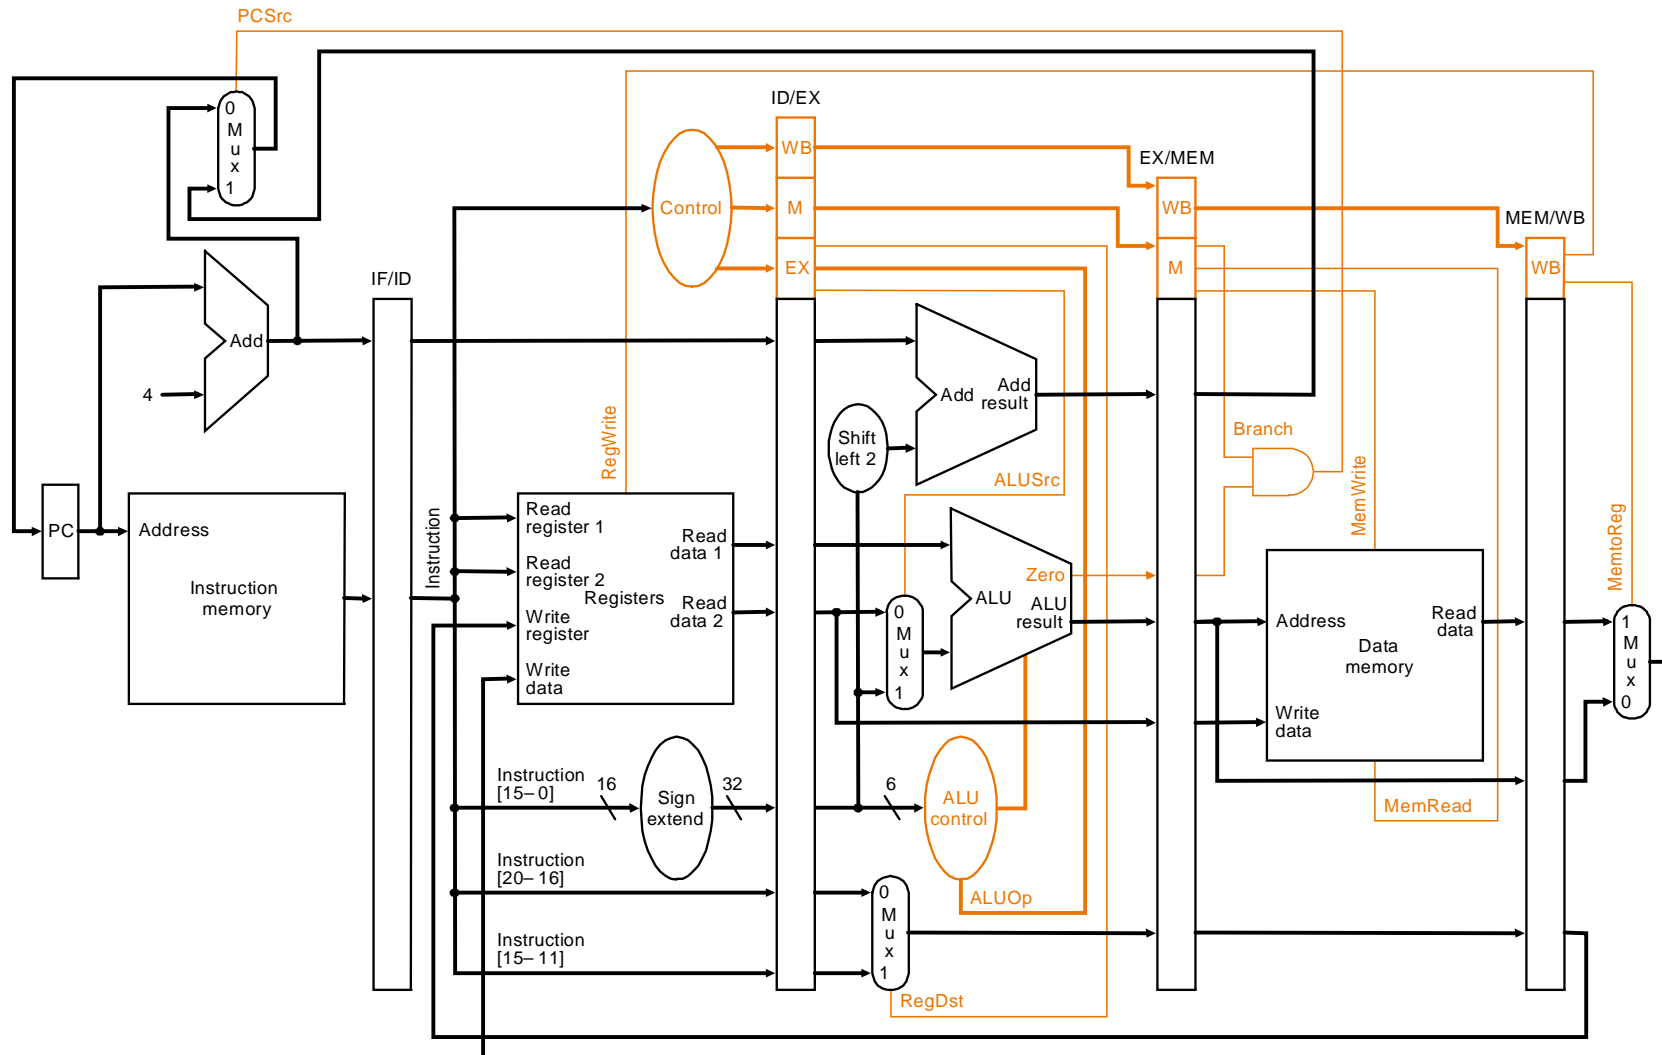 PCSrc
ID/EX
0
M
u
x
1
WB
EX/MEM
Control
M
WB
MEM/WB
EX
M
WB
IF/ID
Add
4
Add
Add
result
Shift
left 2
RegWrite
Branch
ALUSrc
MemWrite
PC
Address
Instruction
memory
Instruction
Read
register 1
Read
register 2
Registers
Write
register
Write
data
Read
data 1
Read
data 2
0
M
u
x
1
Zero
ALU
ALU
result
Address
Read
data
Data
memory
Write
data
MemtoReg
1
M
u
x
0
Instruction
[15–0]
16
Sign
extend
32
6
ALU
control
MemRead
Instruction
[20–16]
0
M
u
x
1
ALUOp
Instruction
[15–11]
RegDst